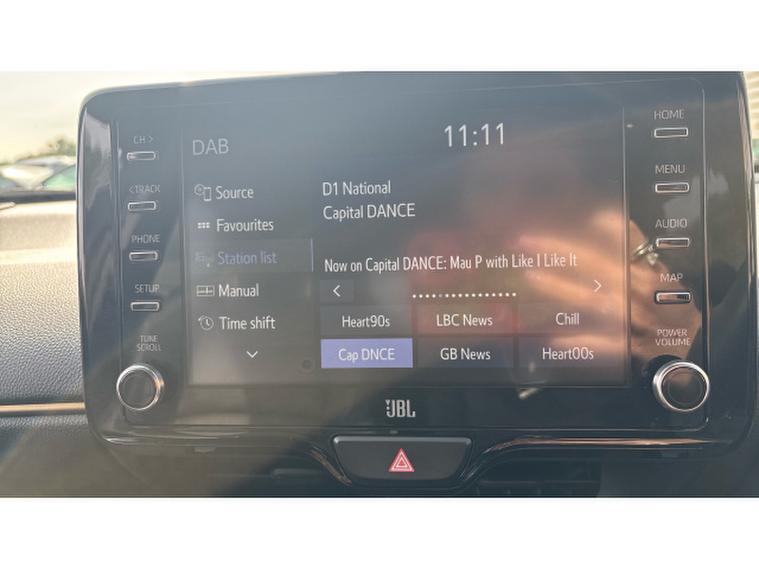 CH >
< TRACK
PHONE
SETUP
TUNE
SCROLL
DAB
11:11
Source
Favourites
Station list
Manual
Time shift
D1 National
Capital DANCE
Now on Capital DANCE: Mau P with Like I Like It
Heart90s
LBC News
Chill
Cap DNCE
GB News
Heart00s
HOME
MENU
AUDIO
MAP
POWER
VOLUME
JBL